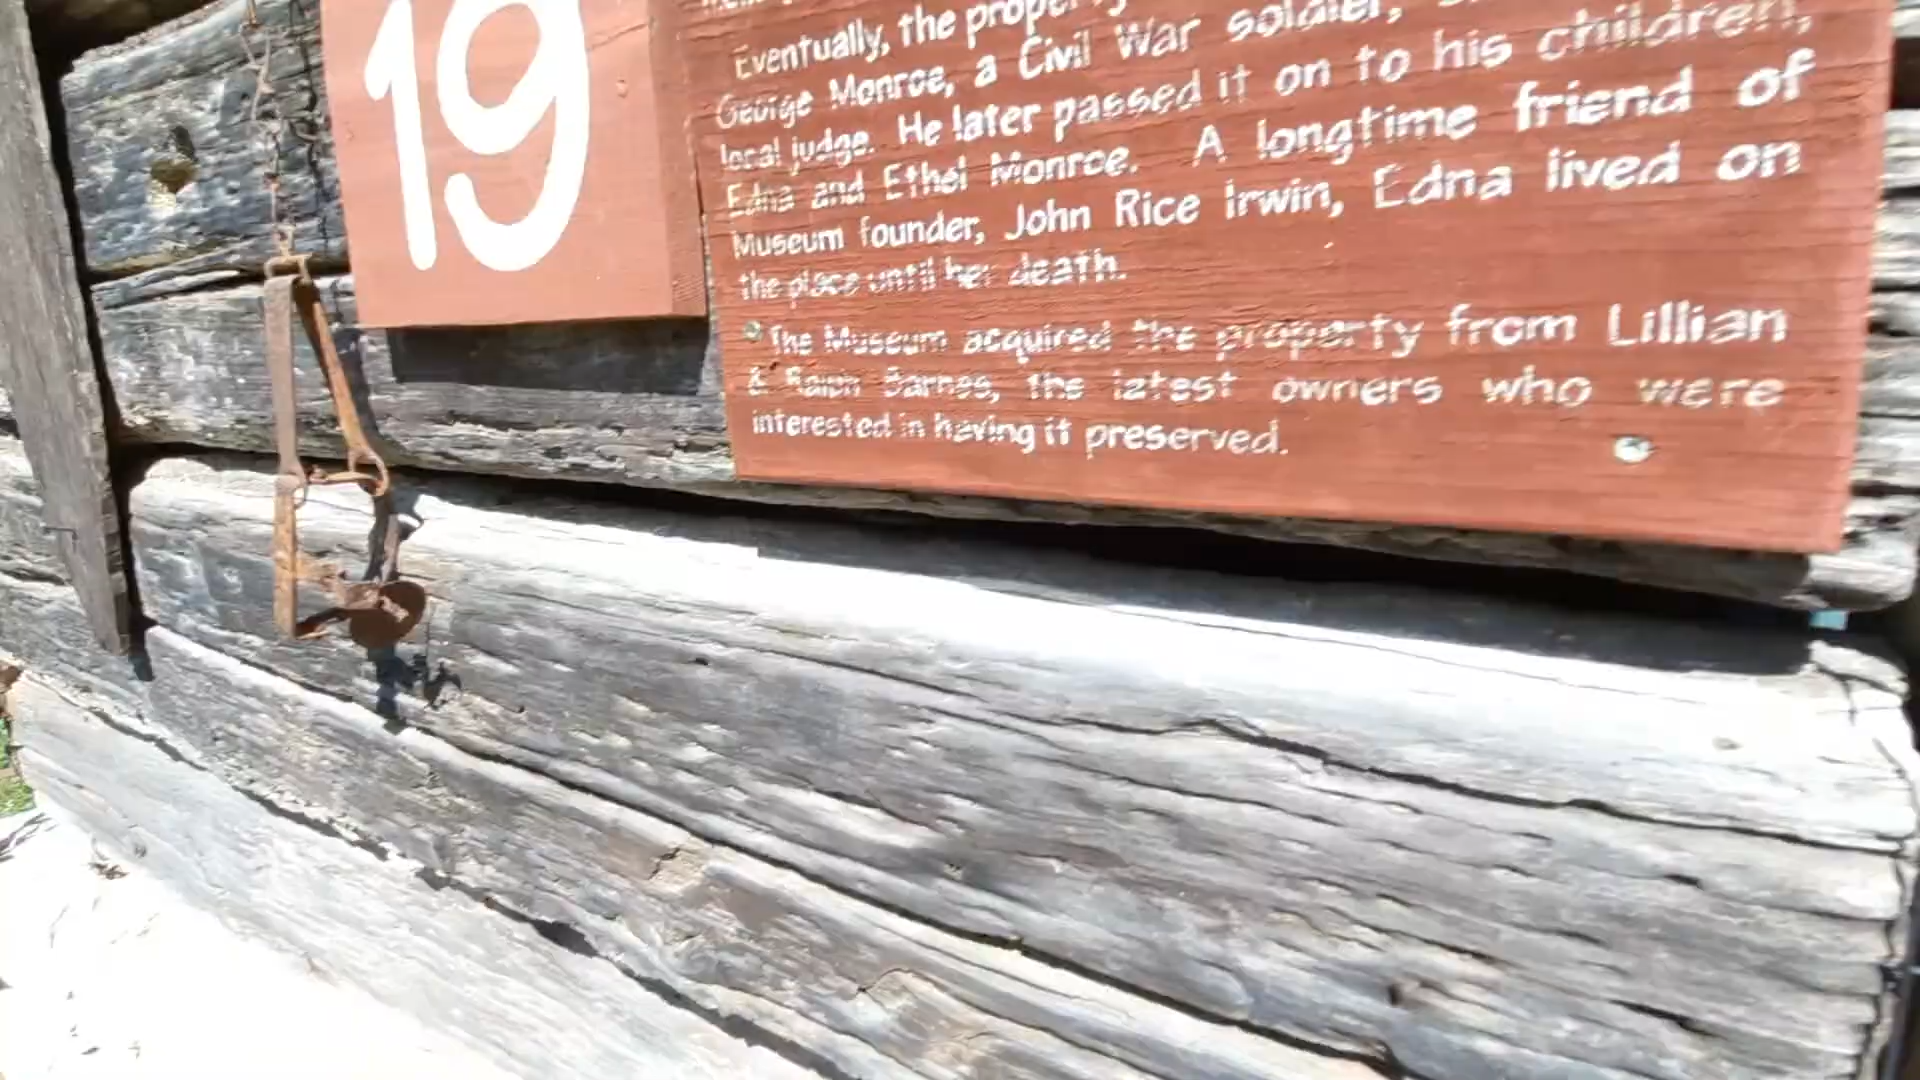 19
Eventually, the property
George Monroe, a Civil War soldier,
local judge. He later passed it on to his children,
Edna and Ethel Monroe. A longtime friend of
Museum founder, John Rice Irwin, Edna lived on
the place until her death.
The Museum acquired the property from Lillian
& Ralph Barnes, the latest owners who were
interested in having it preserved.